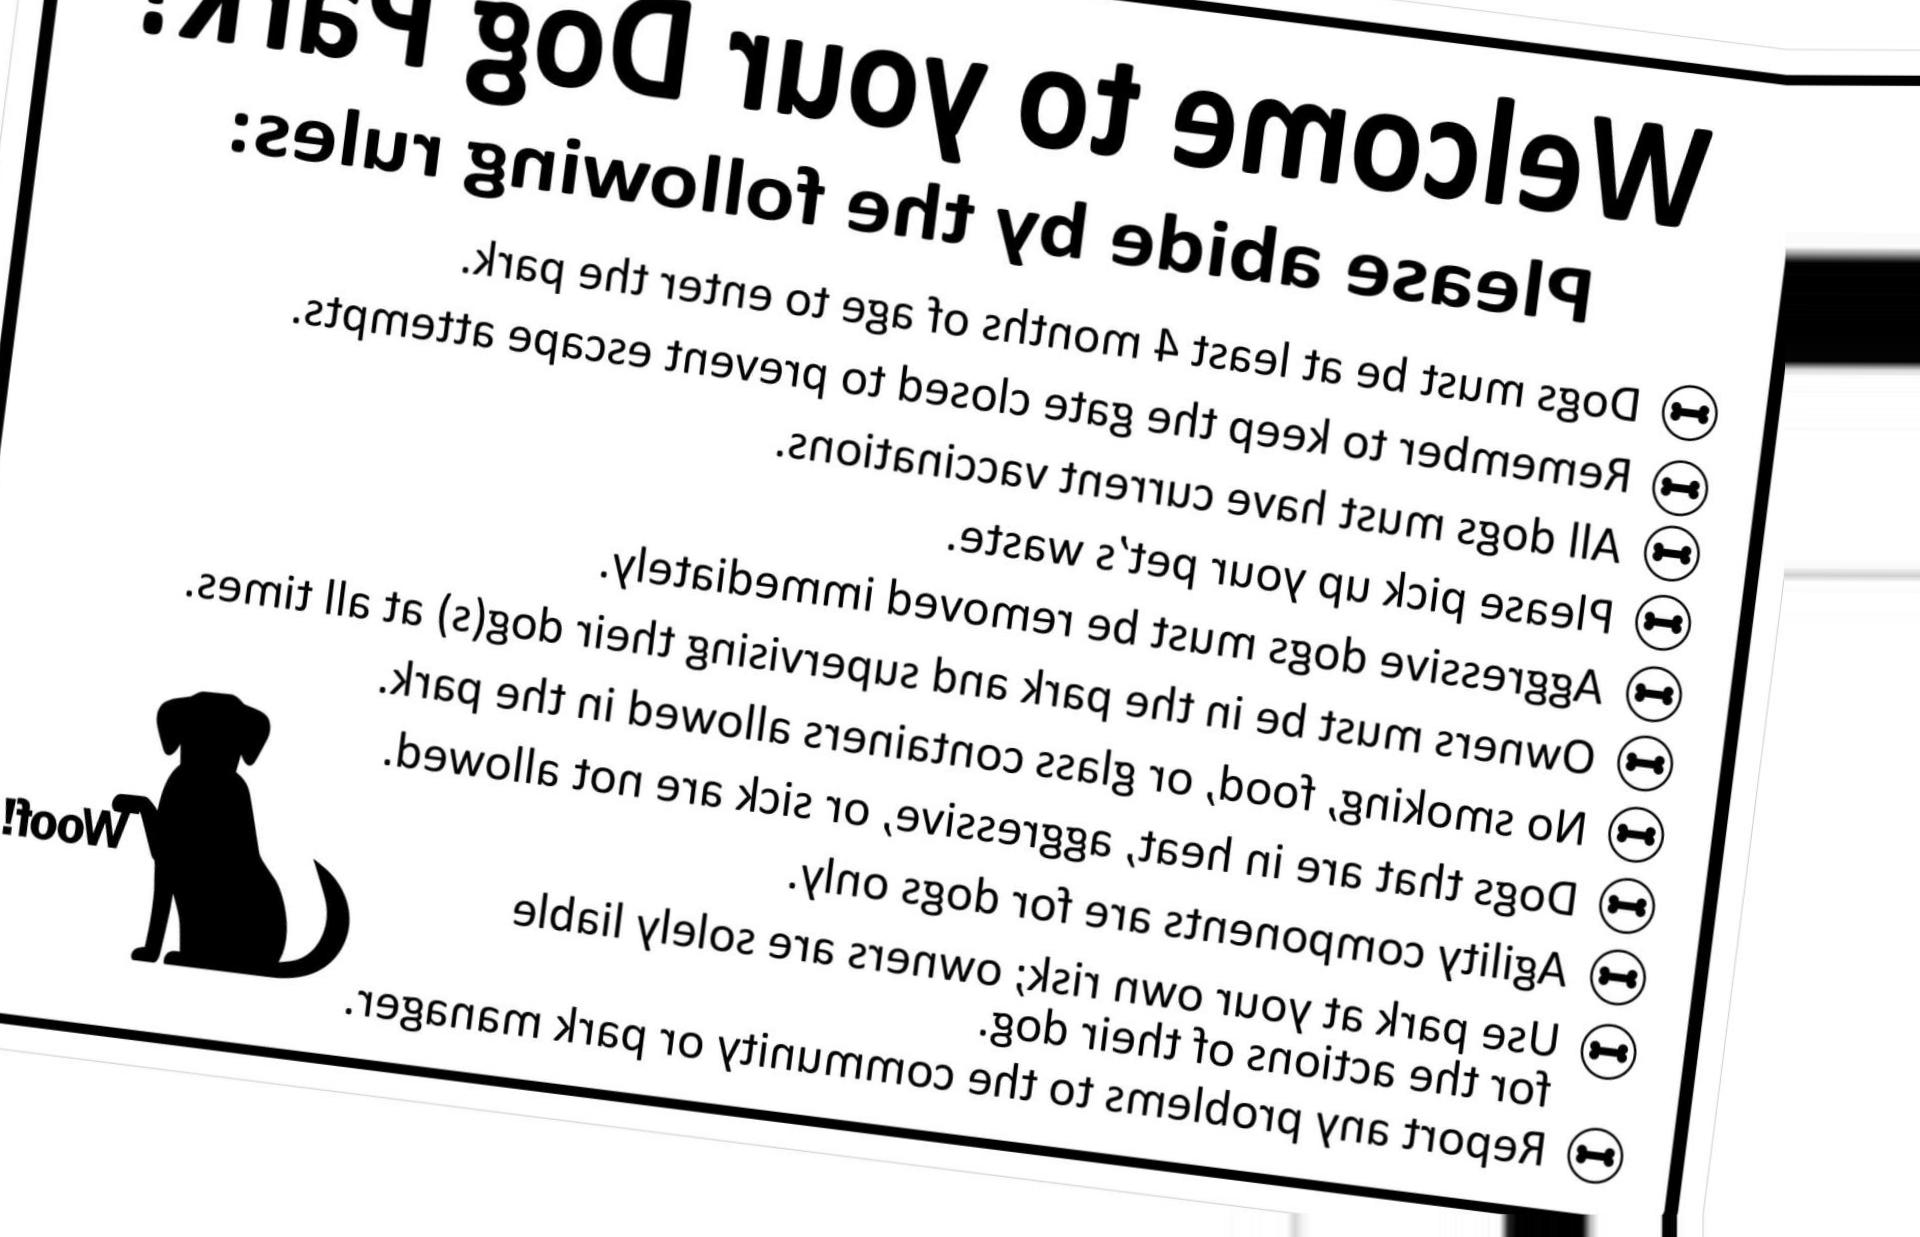 Welcome to your Dog Park!
Please abide by the following rules:
Dogs must be at least 4 months of age to enter the park.
Remember to keep the gate closed to prevent escape attempts.
All dogs must have current vaccinations.
Please pick up your pet's waste.
Aggressive dogs must be removed immediately.
Owners must be in the park and supervising their dog(s) at all times.
No smoking, food, or glass containers allowed in the park.
Dogs that are in heat, aggressive, or sick are not allowed.
Agility components are for dogs only.
Use park at your own risk; owners are solely liable
for the actions of their dog.
Report any problems to the community or park manager.
Woof!